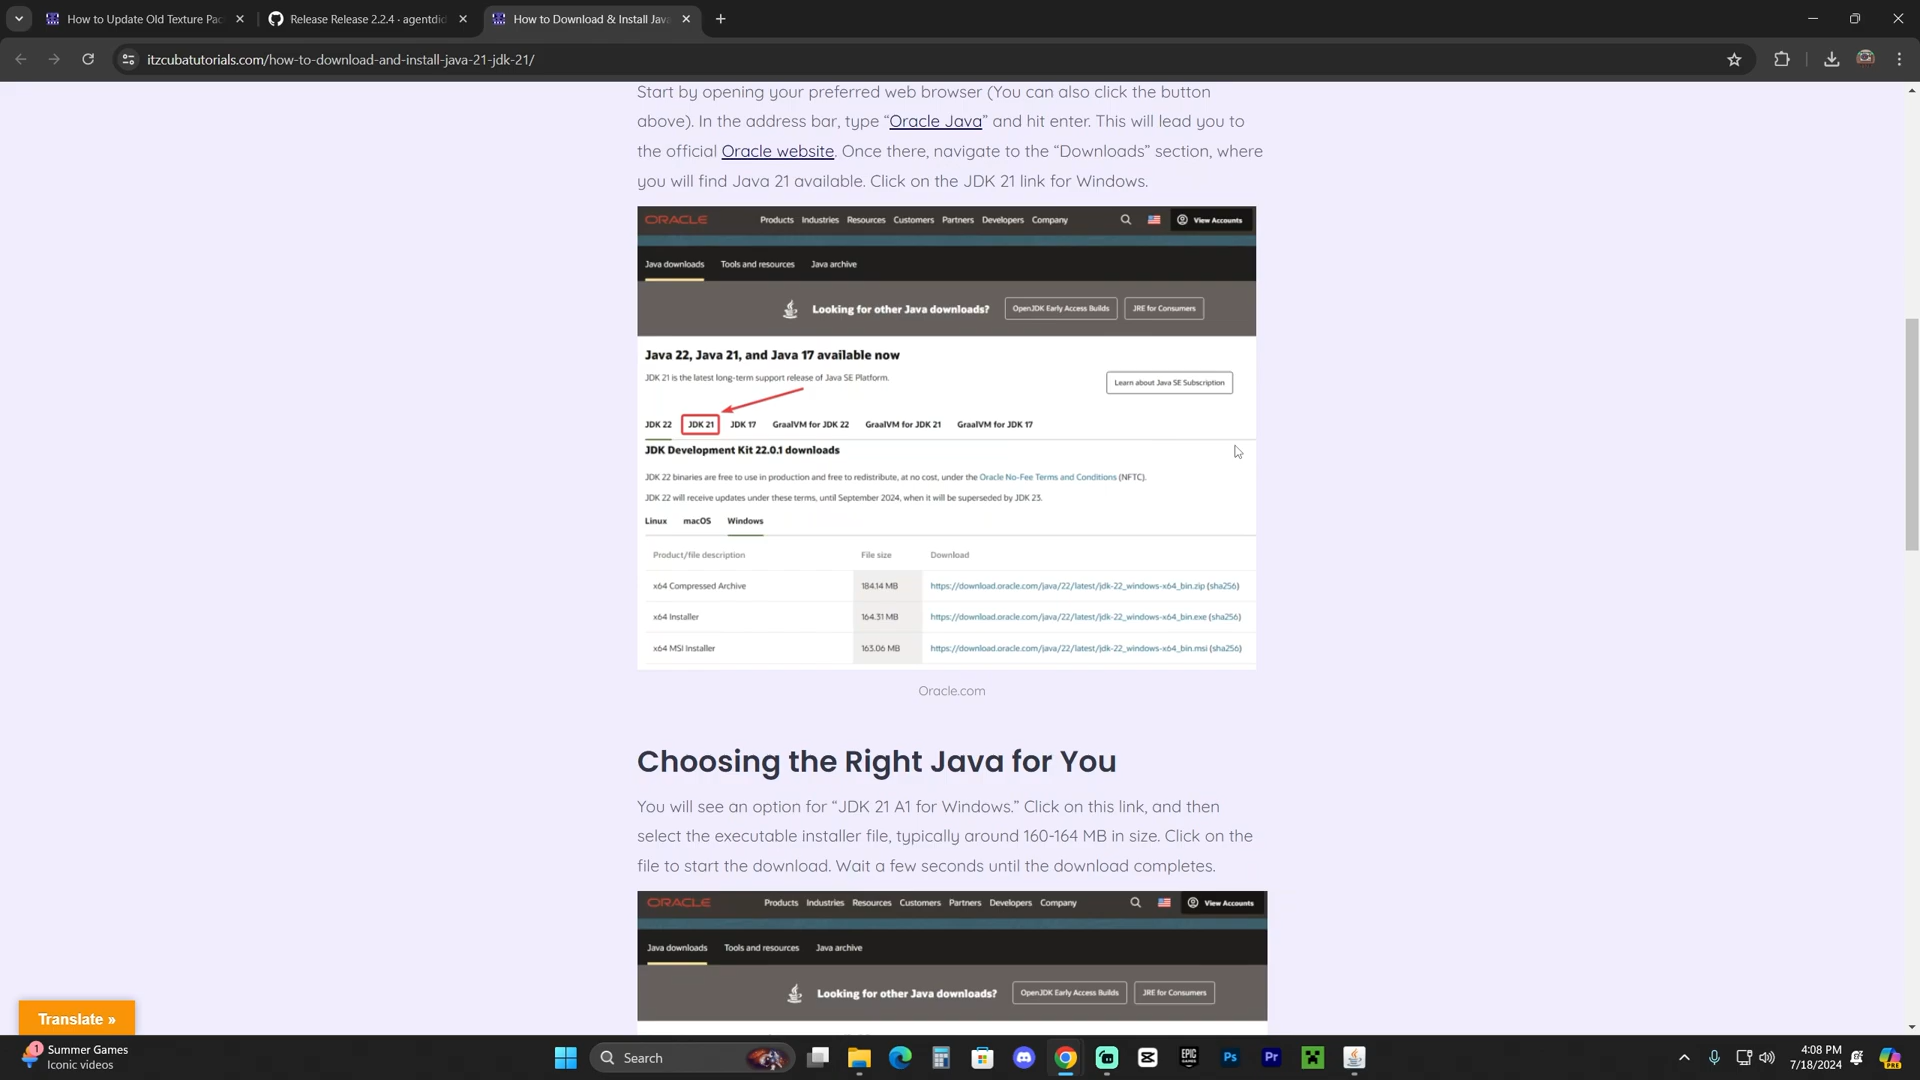 How to Update Old Texture Pac
Release Release 2.2.4 · agentdid
How to Download & Install Java
itzcubatutorials.com/how-to-download-and-install-java-21-jdk-21/
Start by opening your preferred web browser (You can also click the button
above). In the address bar, type “Oracle Java” and hit enter. This will lead you to
the official Oracle website. Once there, navigate to the “Downloads” section, where
you will find Java 21 available. Click on the JDK 21 link for Windows.
ORACLE Products Industries Resources Customers Partners Developers Company View Accounts
Java downloads Tools and resources Java archive
Looking for other Java downloads? OpenJDK Early Access Builds JRE for Consumers
Java 22, Java 21, and Java 17 available now
JDK 21 is the latest long-term support release of Java SE Platform.
Learn about Java SE Subscription
JDK 22 JDK 21 JDK 17 GraalVM for JDK 22 GraalVM for JDK 21 GraalVM for JDK 17
JDK Development Kit 22.0.1 downloads
JDK 22 binaries are free to use in production and free to redistribute, at no cost, under the Oracle No-Fee Terms and Conditions (NFTC).
JDK 22 will receive updates under these terms, until September 2024, when it will be superseded by JDK 23.
Linux macOS Windows
Product/file description File size Download
x64 Compressed Archive 184.14 MB https://download.oracle.com/java/22/latest/jdk-22_windows-x64_bin.zip (sha256)
x64 Installer 164.31 MB https://download.oracle.com/java/22/latest/jdk-22_windows-x64_bin.exe (sha256)
x64 MSI Installer 163.06 MB https://download.oracle.com/java/22/latest/jdk-22_windows-x64_bin.msi (sha256)
Oracle.com
Choosing the Right Java for You
You will see an option for “JDK 21 A1 for Windows.” Click on this link, and then
select the executable installer file, typically around 160-164 MB in size. Click on the
file to start the download. Wait a few seconds until the download completes.
ORACLE Products Industries Resources Customers Partners Developers Company View Accounts
Java downloads Tools and resources Java archive
Looking for other Java downloads? OpenJDK Early Access Builds JRE for Consumers
Translate »
1 Summer Games
Iconic videos
Search
EPIC GAMES
Ps
Pr
4:08 PM
7/18/2024
PRE